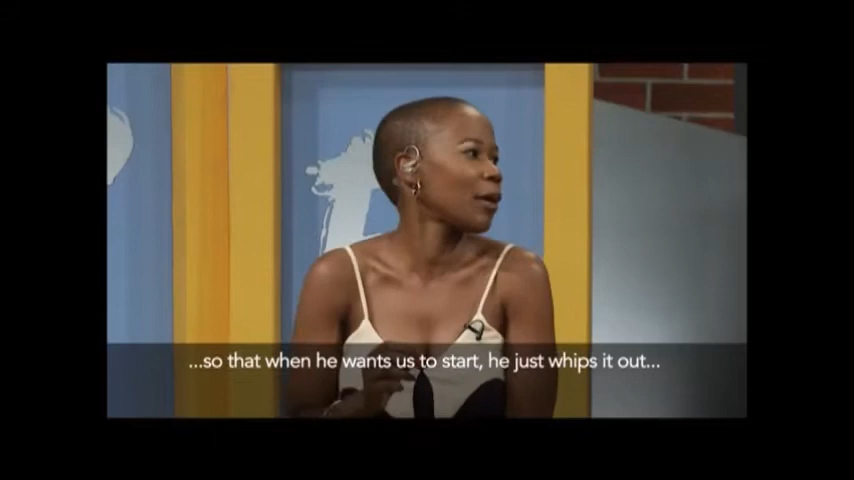 ...so that when he wants us to start, he just whips it out...